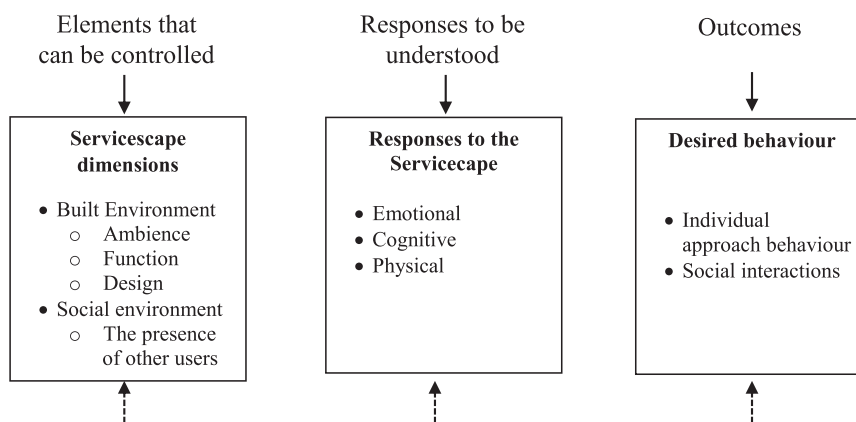 Elements that
can be controlled
Responses to be
understood
Outcomes
Servicescape
dimensions
• Built Environment
o Ambience
o Function
o Design
• Social environment
o The presence
of other users
Responses to the
Servicecape
• Emotional
• Cognitive
• Physical
Desired behaviour
• Individual
approach behaviour
• Social interactions